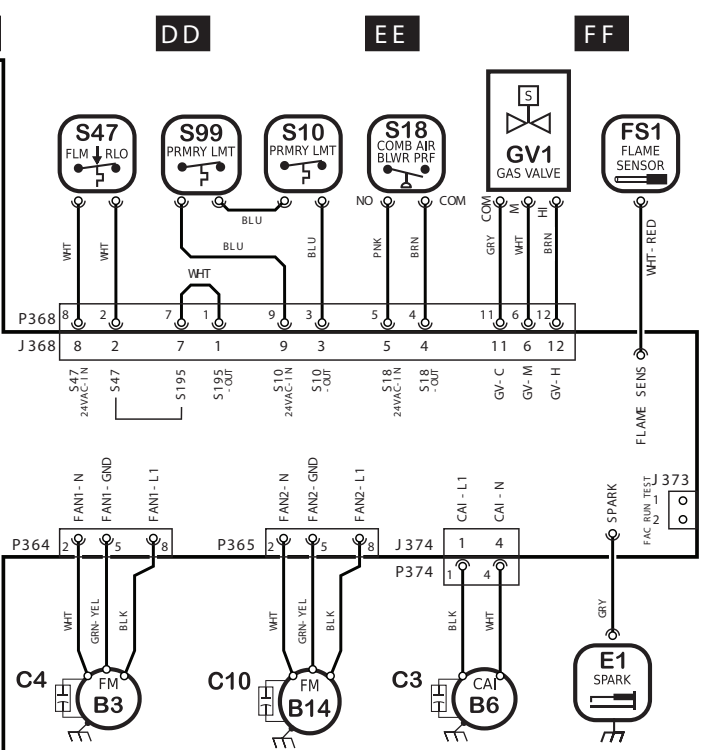 DD EE FF
S47
FLM RLO
S99
PRMRY LMT
S10
PRMRY LMT
S18
COMB AIR
BLWR PRF
S
GV1
GAS VALVE
FS1
FLAME
SENSOR
NO COM COM M HI
BLU
WHT WHT BLU BLU PNK BRN GRY WHT BRN WHT-RED
WHT
P368 8 2 7 1 9 3 5 4 11 6 12
J368 8 2 7 1 9 3 5 4 11 6 12
S47
24VAC-IN
S47
S195
S195
-OUT
S10
24VAC-IN
S10
-OUT
S18
24VAC-IN
S18
-OUT
GV-C
GV-M
GV-H
FLAME SENS
FAN1-N FAN1-GND FAN1-L1 FAN2-N FAN2-GND FAN2-L1 CAI-L1 CAI-N SPARK
FAC RUN TEST
J373
1
2
P364 2 5 8 P365 2 5 8 J374 1 4
P374 1 4
WHT GRN-YEL BLK WHT GRN-YEL BLK BLK WHT GRY
C4 FM
B3
C10 FM
B14
C3 CAI
B6
E1
SPARK